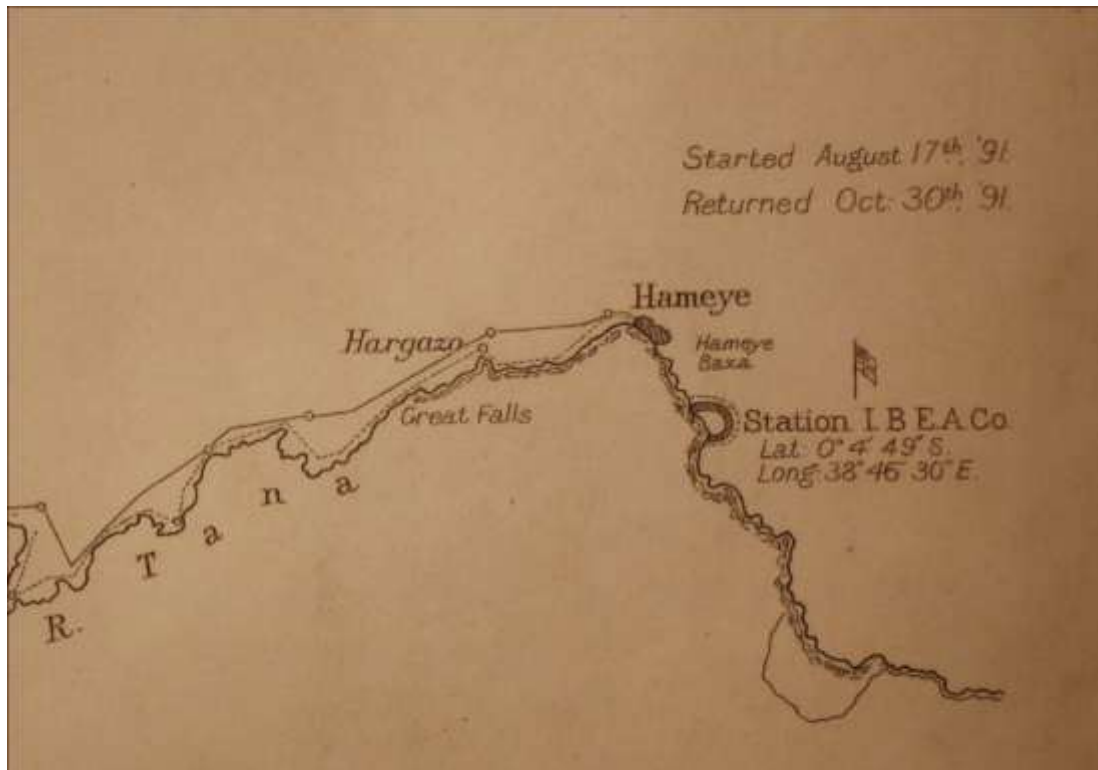 Started August 17th, '91.
Returned Oct: 30th, '91.
Hameye
Hargazo
Hameye
Baxa
Great Falls
Station I. B. E. A. Co.
Lat: 0° 4' 49" S.
Long: 38° 46' 30" E.
R. Tana